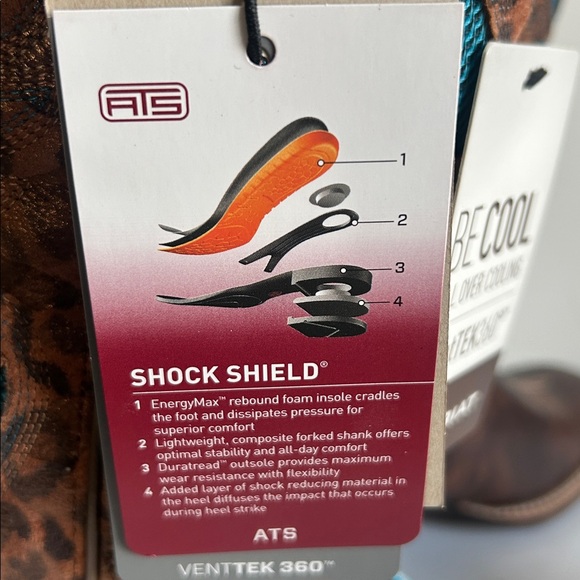 ATS
1
2
3
4
SHOCK SHIELD®
1 EnergyMax™ rebound foam insole cradles
the foot and dissipates pressure for
superior comfort
2 Lightweight, composite forked shank offers
optimal stability and all-day comfort
3 Duratread™ outsole provides maximum
wear resistance with flexibility
4 Added layer of shock reducing material in
the heel diffuses the impact that occurs
during heel strike
ATS
VENTTEK 360™
BE COOL
OVER COOLING
TEK360™